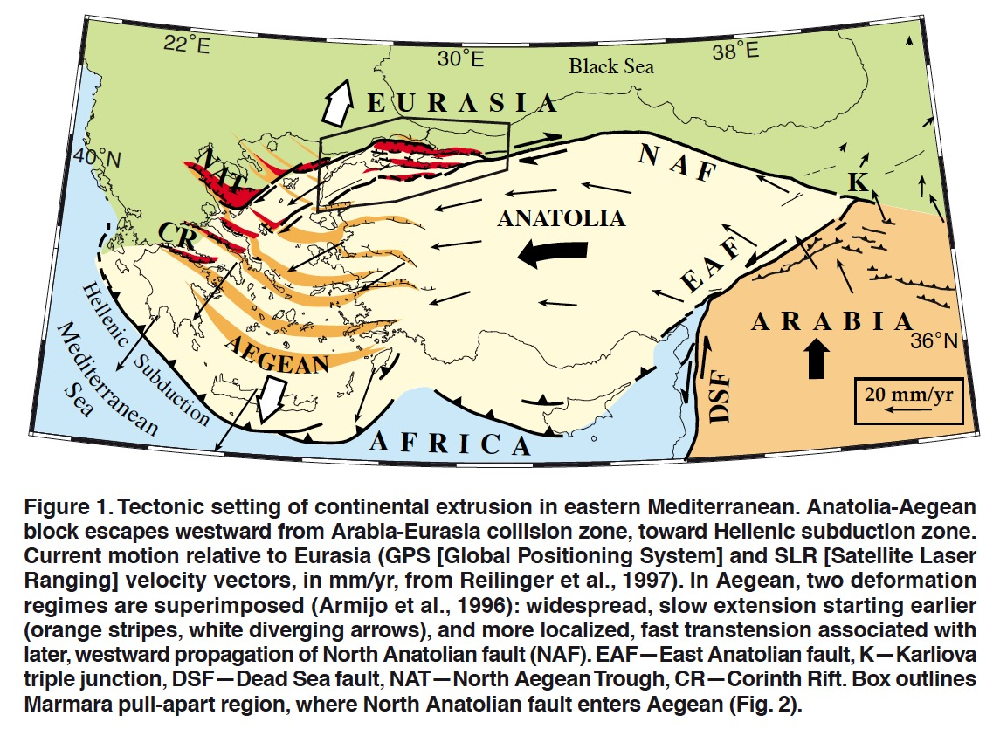 22°E
30°E
38°E
Black Sea
EURASIA
40°N
NAT
NAF
K
CR
ANATOLIA
EAF
ARABIA
36°N
Hellenic Subduction
Mediterranean
Sea
AEGEAN
DSF
20 mm/yr
AFRICA
Figure 1. Tectonic setting of continental extrusion in eastern Mediterranean. Anatolia-Aegean
block escapes westward from Arabia-Eurasia collision zone, toward Hellenic subduction zone.
Current motion relative to Eurasia (GPS [Global Positioning System] and SLR [Satellite Laser
Ranging] velocity vectors, in mm/yr, from Reilinger et al., 1997). In Aegean, two deformation
regimes are superimposed (Armijo et al., 1996): widespread, slow extension starting earlier
(orange stripes, white diverging arrows), and more localized, fast transtension associated with
later, westward propagation of North Anatolian fault (NAF). EAF—East Anatolian fault, K—Karliova
triple junction, DSF—Dead Sea fault, NAT—North Aegean Trough, CR—Corinth Rift. Box outlines
Marmara pull-apart region, where North Anatolian fault enters Aegean (Fig. 2).